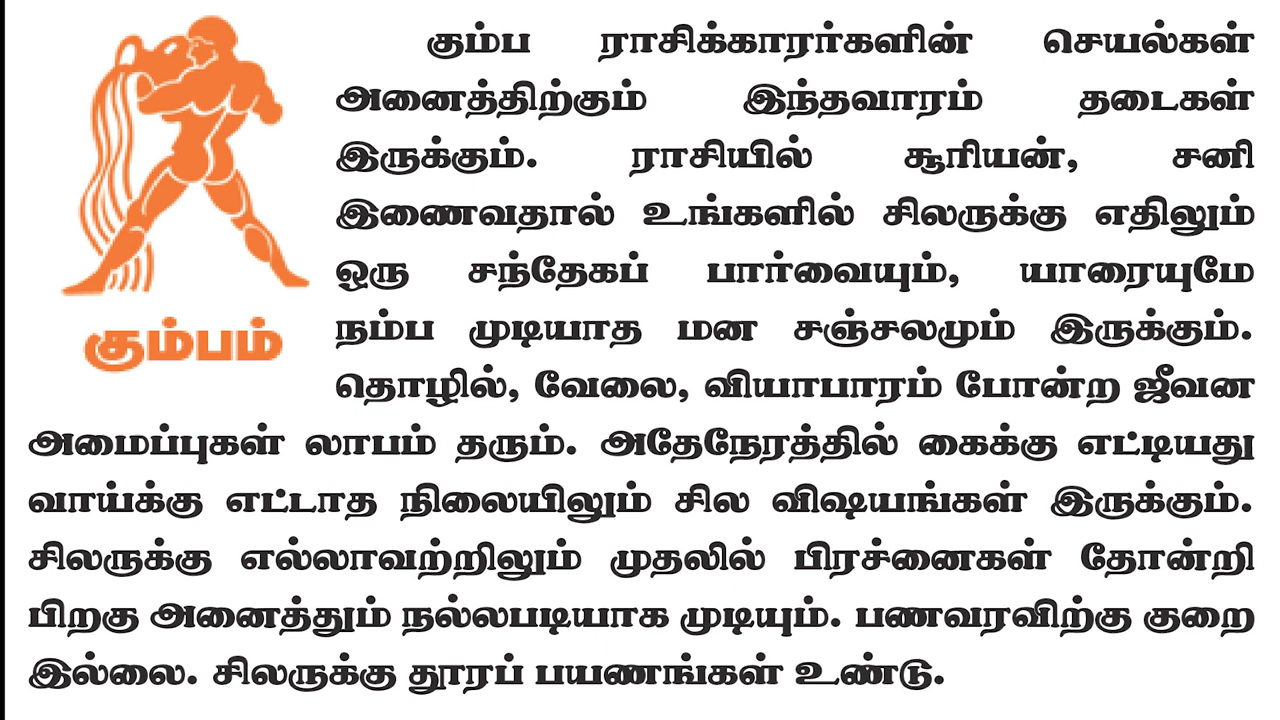 கும்ப ராசிக்காரர்களின் செயல்கள்
அனைத்திற்கும் இந்தவாரம் தடைகள்
இருக்கும். ராசியில் சூரியன், சனி
இணைவதால் உங்களில் சிலருக்கு எதிலும்
ஒரு சந்தேகப் பார்வையும், யாரையுமே
நம்ப முடியாத மன சஞ்சலமும் இருக்கும்.
தொழில், வேலை, வியாபாரம் போன்ற ஜீவன
அமைப்புகள் லாபம் தரும். அதேநேரத்தில் கைக்கு எட்டியது
வாய்க்கு எட்டாத நிலையிலும் சில விஷயங்கள் இருக்கும்.
சிலருக்கு எல்லாவற்றிலும் முதலில் பிரச்னைகள் தோன்றி
பிறகு அனைத்தும் நல்லபடியாக முடியும். பணவரவிற்கு குறை
இல்லை. சிலருக்கு தூரப் பயணங்கள் உண்டு.
கும்பம்